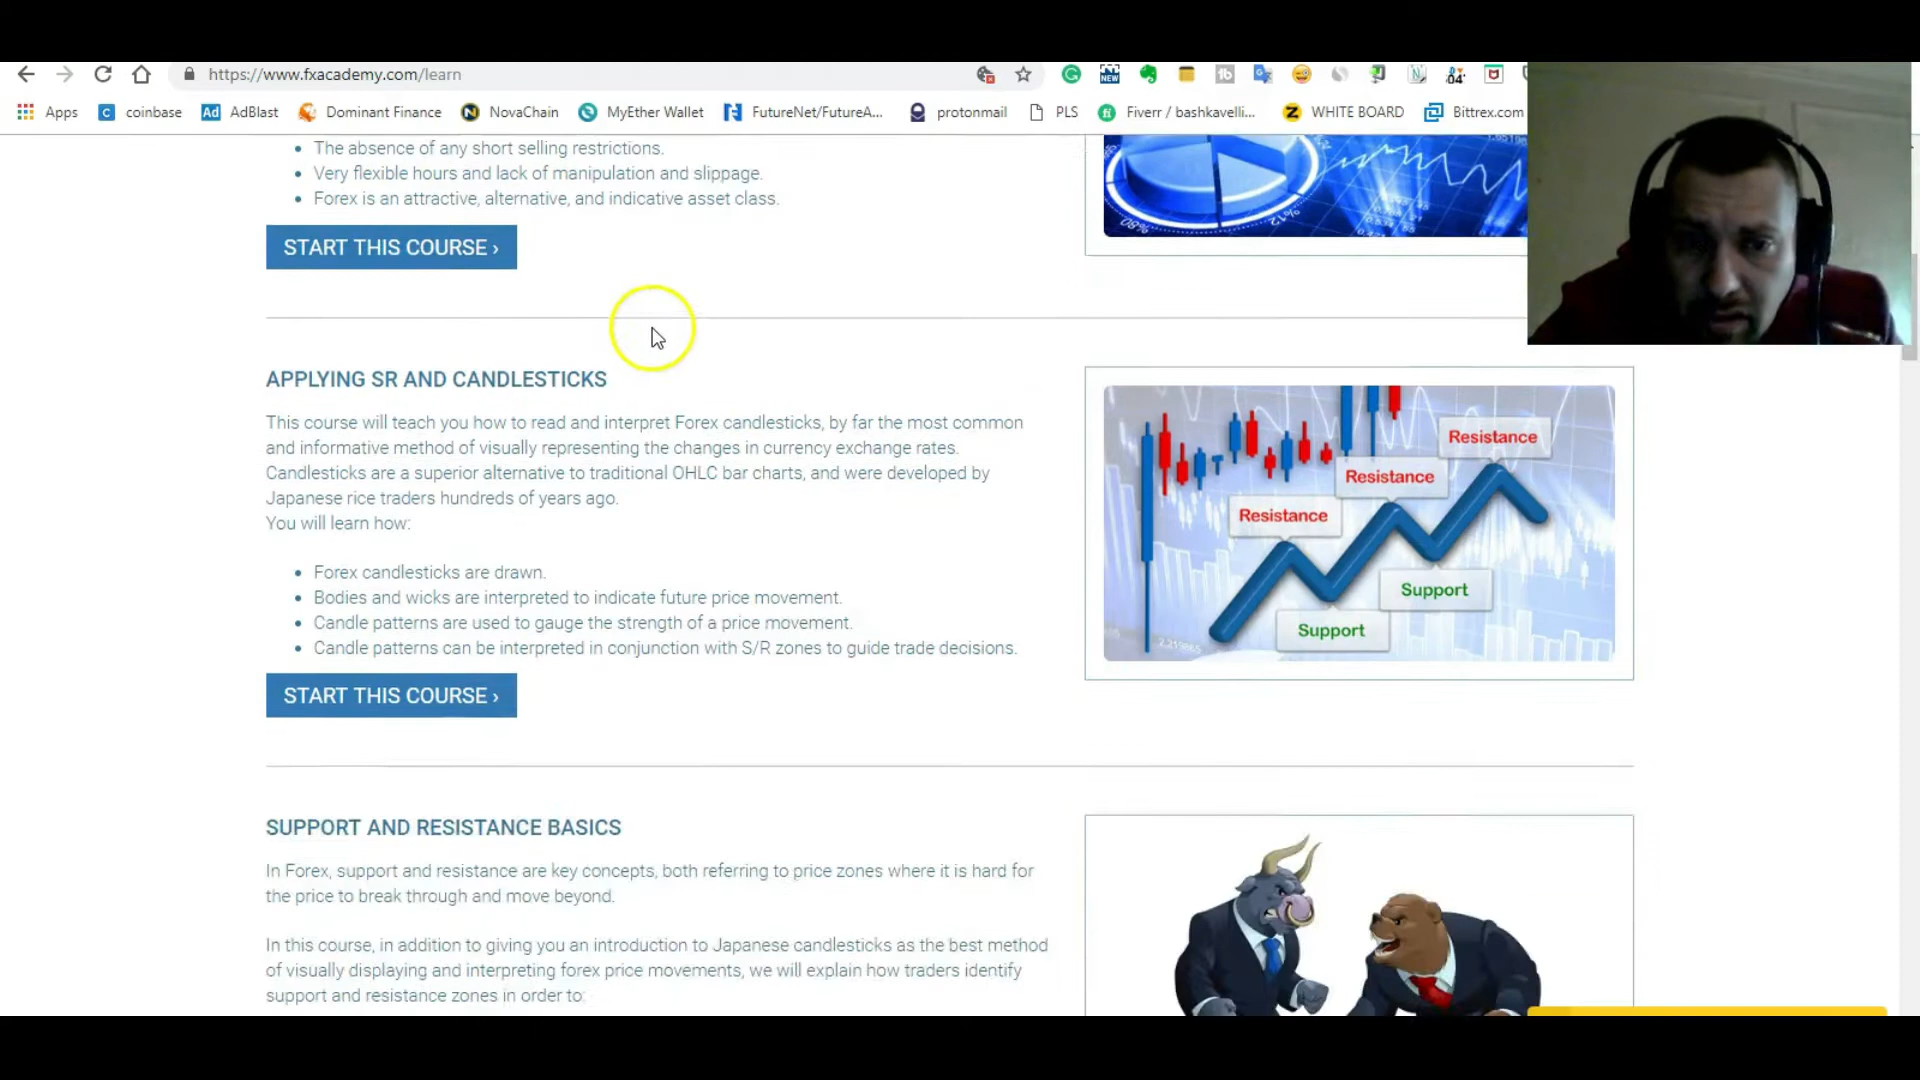 https://www.fxacademy.com/learn
Apps coinbase AdBlast Dominant Finance NovaChain MyEther Wallet FutureNet/FutureA... protonmail PLS Fiverr / bashkavelli... WHITE BOARD Bittrex.com
The absence of any short selling restrictions.
Very flexible hours and lack of manipulation and slippage.
Forex is an attractive, alternative, and indicative asset class.
START THIS COURSE ›
APPLYING SR AND CANDLESTICKS
This course will teach you how to read and interpret Forex candlesticks, by far the most common
and informative method of visually representing the changes in currency exchange rates.
Candlesticks are a superior alternative to traditional OHLC bar charts, and were developed by
Japanese rice traders hundreds of years ago.
You will learn how:
Forex candlesticks are drawn.
Bodies and wicks are interpreted to indicate future price movement.
Candle patterns are used to gauge the strength of a price movement.
Candle patterns can be interpreted in conjunction with S/R zones to guide trade decisions.
START THIS COURSE ›
Resistance
Resistance
Resistance
Support
Support
SUPPORT AND RESISTANCE BASICS
In Forex, support and resistance are key concepts, both referring to price zones where it is hard for
the price to break through and move beyond.
In this course, in addition to giving you an introduction to Japanese candlesticks as the best method
of visually displaying and interpreting forex price movements, we will explain how traders identify
support and resistance zones in order to: